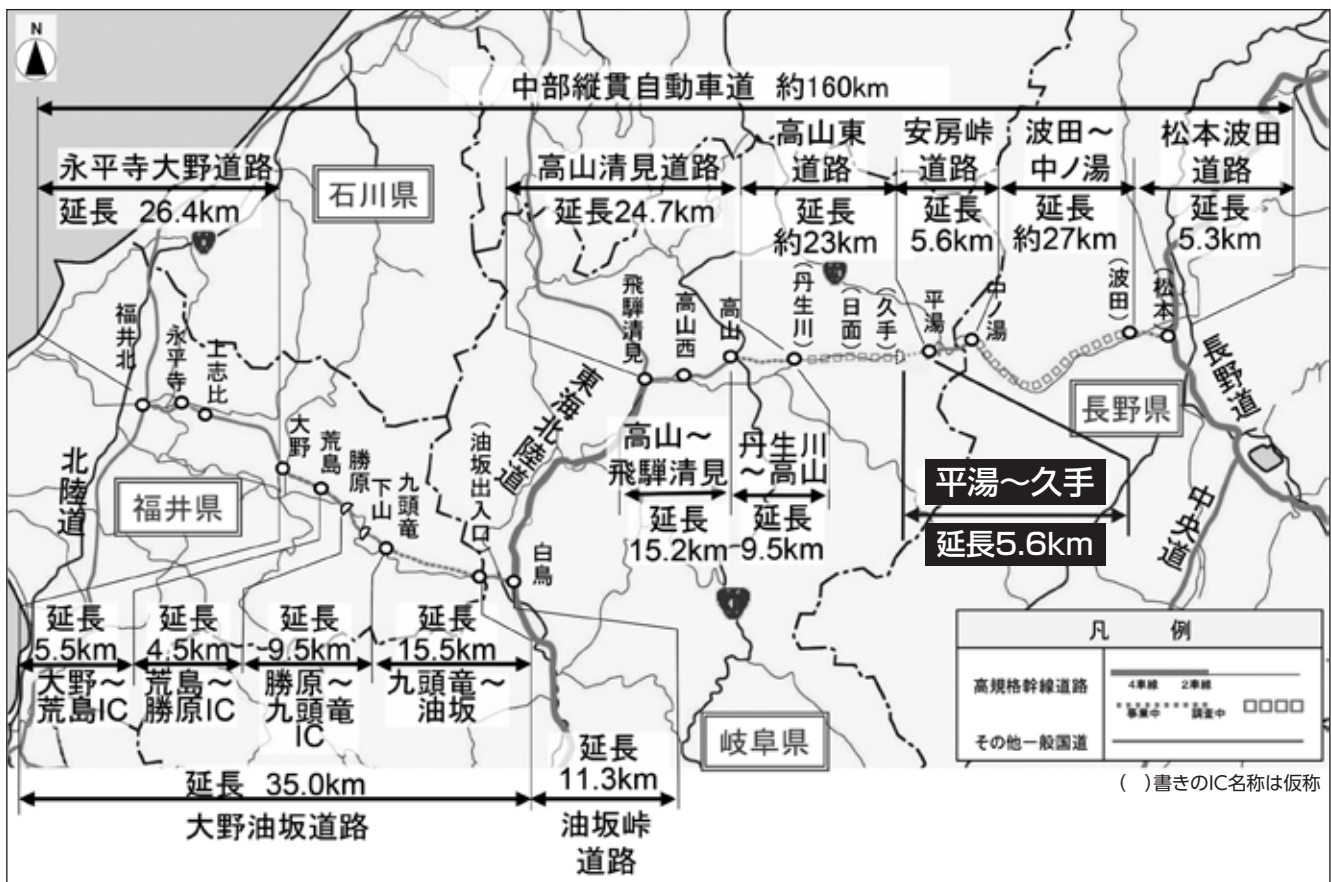 N
中部縦貫自動車道 約160km
永平寺大野道路
延長 26.4km
石川県
高山清見道路
延長24.7km
高山東
道路
延長
約23km
安房峠
道路
延長
5.6km
波田～
中ノ湯
延長
約27km
松本波田
道路
延長
5.3km
福井北
永平寺
上志比
大野
荒島
勝原
下山
九頭竜
(油坂出入口)
白鳥
飛騨清見
高山西
高山
(丹生川)
(日面)
(久手)
平湯
中ノ湯
(波田)
(松本)
北陸道
東海北陸道
長野道
中央道
福井県
長野県
岐阜県
高山～
飛騨清見
延長
15.2km
丹生川
～高山
延長
9.5km
平湯～久手
延長5.6km
延長
5.5km
大野～
荒島IC
延長
4.5km
荒島～
勝原IC
延長
9.5km
勝原～
九頭竜
IC
延長
15.5km
九頭竜～
油坂
延長 35.0km
大野油坂道路
延長
11.3km
油坂峠
道路
凡 例
高規格幹線道路
4車線 2車線
事業中 調査中
その他一般国道
( )書きのIC名称は仮称